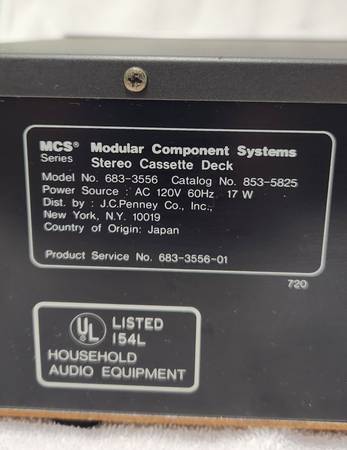 MCS® Modular Component Systems
Series Stereo Cassette Deck
Model No. 683-3556 Catalog No. 853-5825
Power Source : AC 120V 60Hz 17 W
Dist. by : J.C.Penney Co., Inc.,
New York, N.Y. 10019
Country of Origin: Japan
Product Service No. 683-3556-01
720
UL LISTED
154L
HOUSEHOLD
AUDIO EQUIPMENT